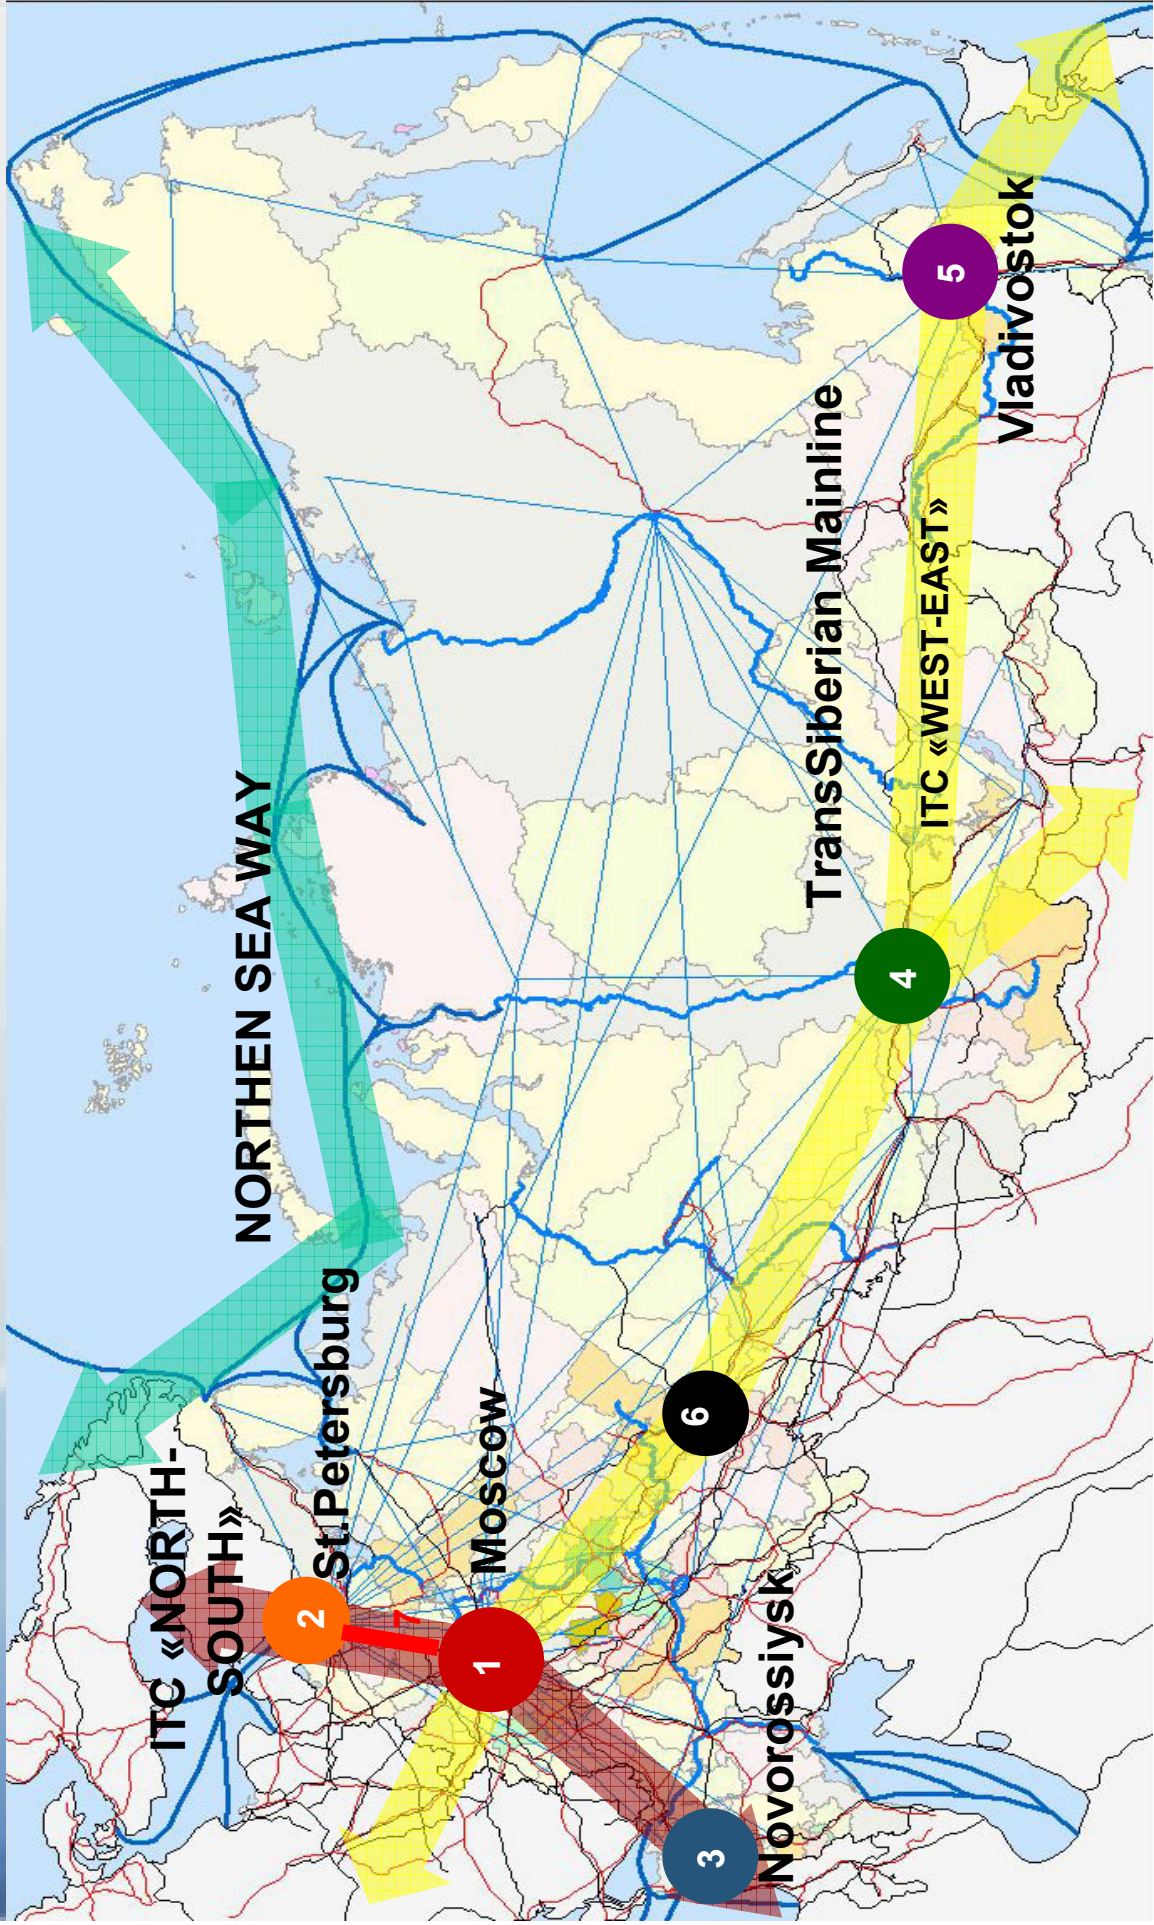 NORTHEN SEA WAY
ITC «NORTH-
SOUTH»
St.Petersburg
2
7
Moscow
1
6
TransSiberian Mainline
ITC «WEST-EAST»
4
5
Vladivostok
3
Novorossiysk